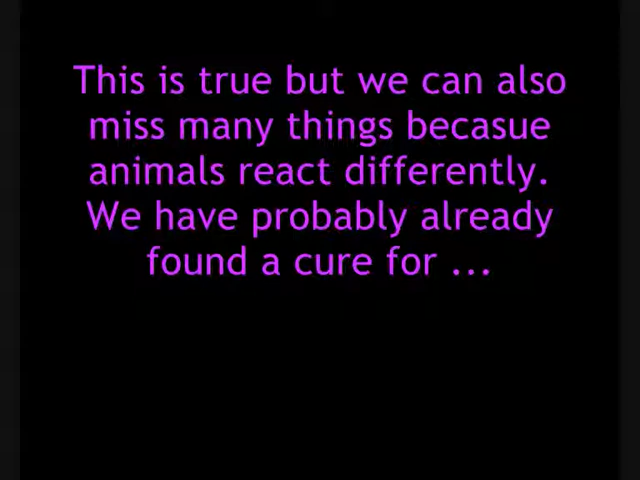 This is true but we can also
miss many things becasue
animals react differently.
We have probably already
found a cure for ...